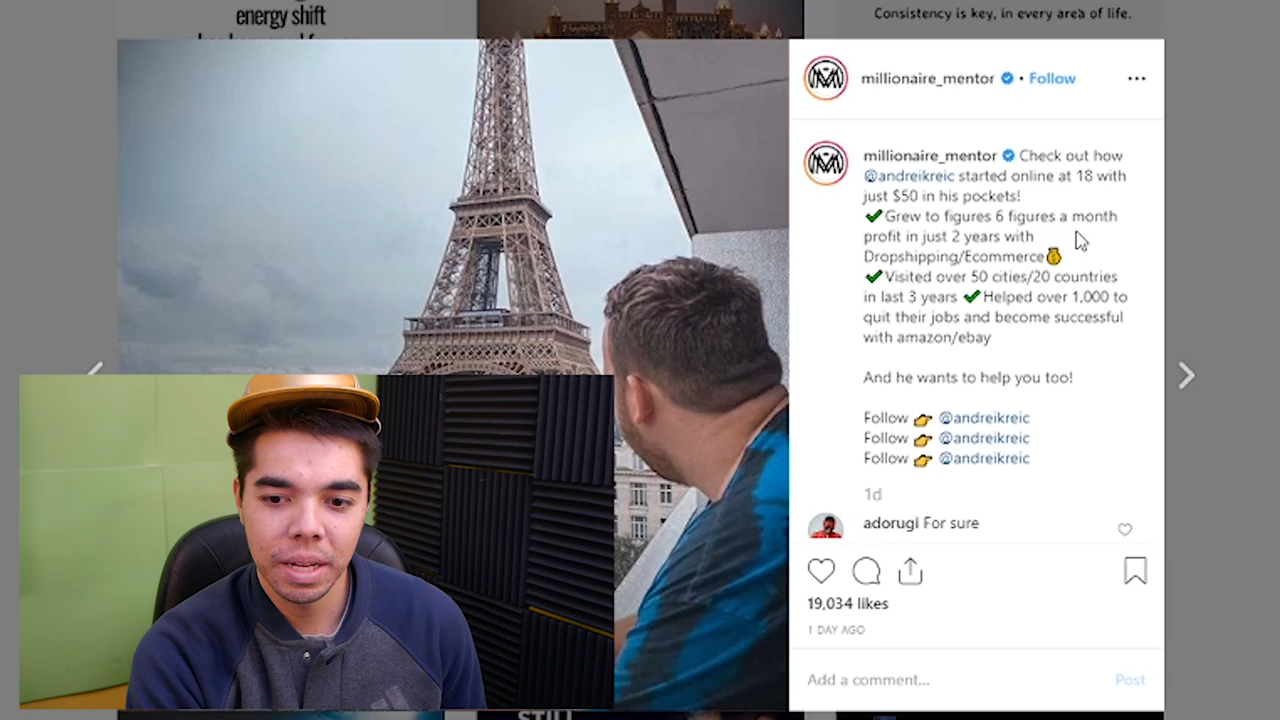 energy shift
Consistency is key, in every area of life.
millionaire_mentor • Follow
millionaire_mentor Check out how
@andreikreic started online at 18 with
just $50 in his pockets!
✔Grew to figures 6 figures a month
profit in just 2 years with
Dropshipping/Ecommerce💰
✔Visited over 50 cities/20 countries
in last 3 years ✔Helped over 1,000 to
quit their jobs and become successful
with amazon/ebay
And he wants to help you too!
Follow 👉 @andreikreic
Follow 👉 @andreikreic
Follow 👉 @andreikreic
1d
adorugi For sure
19,034 likes
1 DAY AGO
Add a comment... Post
STILL